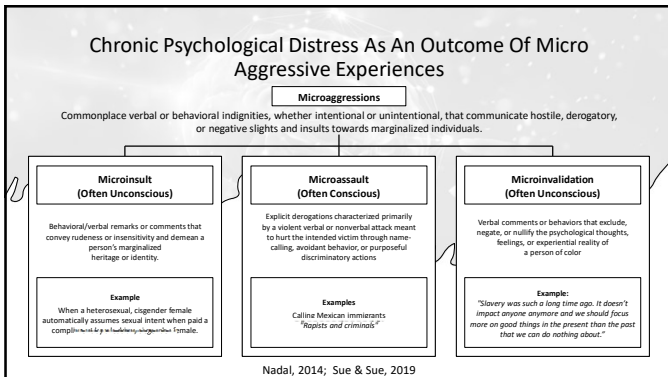 Chronic Psychological Distress As An Outcome Of Micro
Aggressive Experiences
Microaggressions
Commonplace verbal or behavioral indignities, whether intentional or unintentional, that communicate hostile, derogatory,
or negative slights and insults towards marginalized individuals.
Microinsult
(Often Unconscious)
Behavioral/verbal remarks or comments that
convey rudeness or insensitivity and demean a
person's marginalized
heritage or identity.
Example
When a heterosexual, cisgender female
automatically assumes sexual intent when paid a
Microassault
(Often Conscious)
Explicit derogations characterized primarily
by a violent verbal or nonverbal attack meant
to hurt the intended victim through name-
calling, avoidant behavior, or purposeful
discriminatory actions
Examples
Calling Mexican immigrants
"Rapists and criminals"
Microinvalidation
(Often Unconscious)
Verbal comments or behaviors that exclude,
negate, or nullify the psychological thoughts,
feelings, or experiential reality of
a person of color
Example:
"Slavery was such a long time ago. It doesn't
impact anyone anymore and we should focus
more on good things in the present than the past
that we can do nothing about."
Nadal, 2014; Sue & Sue, 2019